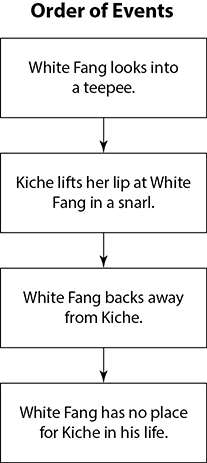 Order of Events
White Fang looks into
a teepee.
Kiche lifts her lip at White
Fang in a snarl.
White Fang backs away
from Kiche.
White Fang has no place
for Kiche in his life.